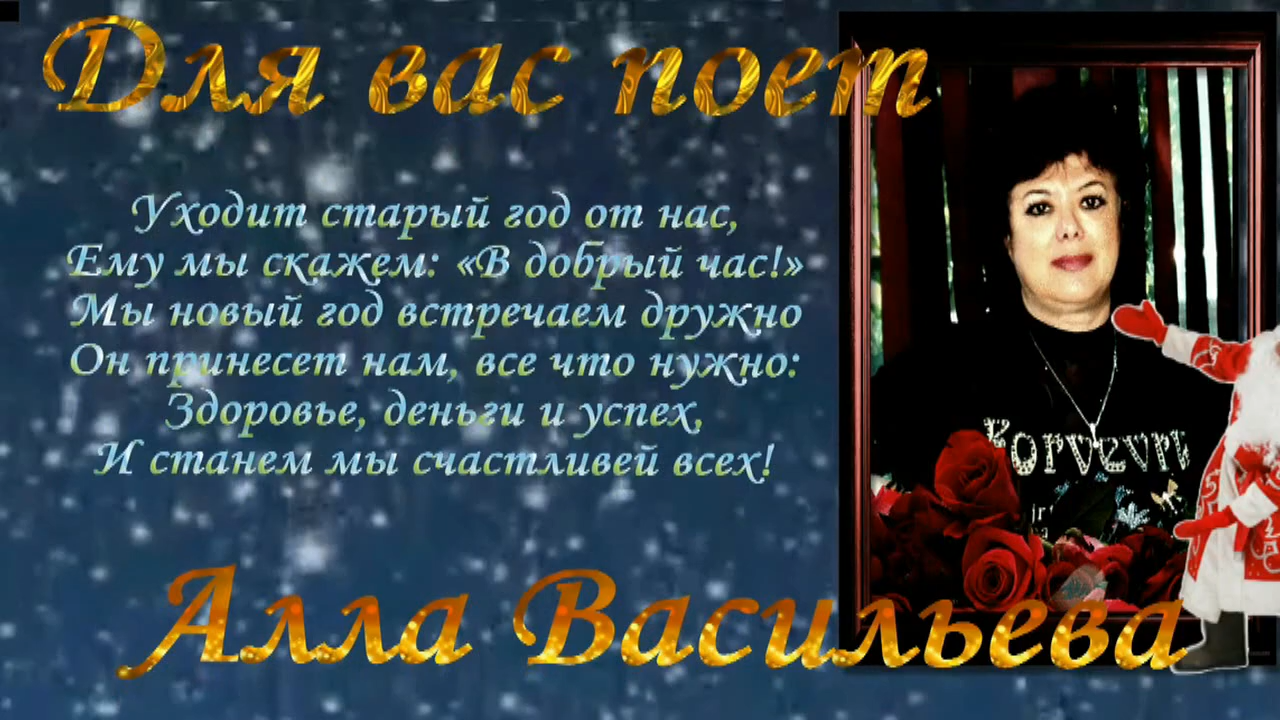 Для вас поет
Уходит старый год от нас,
Ему мы скажем: «В добрый час!»
Мы новый год встречаем дружно
Он принесет нам, все что нужно:
Здоровье, деньги и успех,
И станем мы счастливей всех!
Алла Васильева